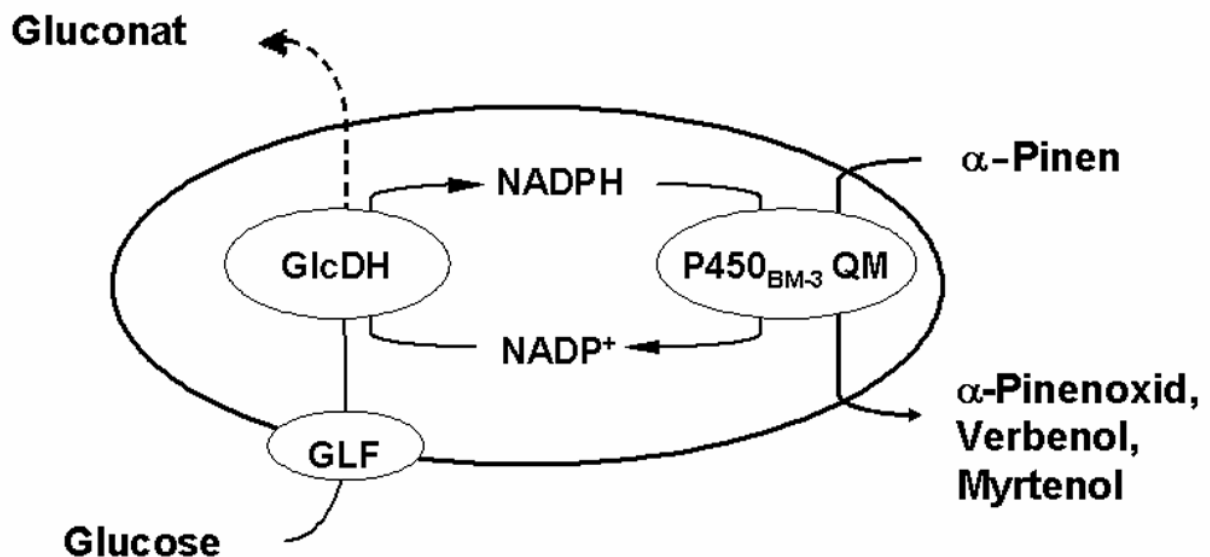 Gluconat
α-Pinen
NADPH
GlcDH
P450BM-3 QM
NADP+
α-Pinenoxid,
Verbenol,
Myrtenol
GLF
Glucose